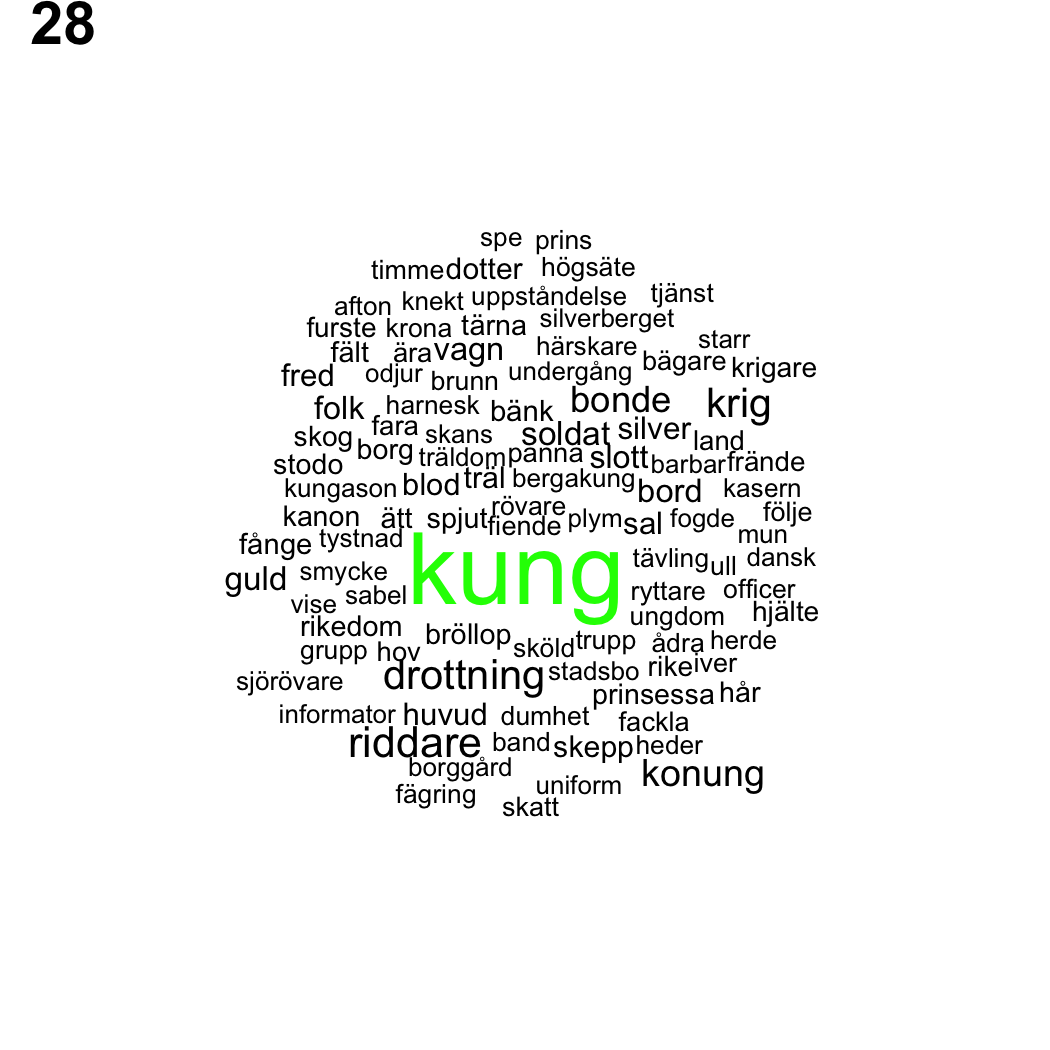 28
spe prins
timme dotter högsäte
afton knekt uppståndelse tjänst
furste krona tärna silverberget
fält ära vagn härskare starr
fred odjur brunn undergång bägare krigare
folk harnesk bänk bonde krig
skog fara skans soldat silver land
stodo borg träldom panna slott barbar frände
kungason blod träl bergakung bord kasern
kanon ätt spjut rövare fiende plym sal fogde följe
fånge tystnad kung tävling ull dansk mun
guld smycke ryttare officer
vise sabel ungdom hjälte
rikedom bröllop sköld trupp ådra herde
grupp hov drottning stadsbo rike iver
sjörövare prinsessa hår
informator huvud dumhet fackla
riddare band skepp heder
borggård uniform konung
fägring skatt